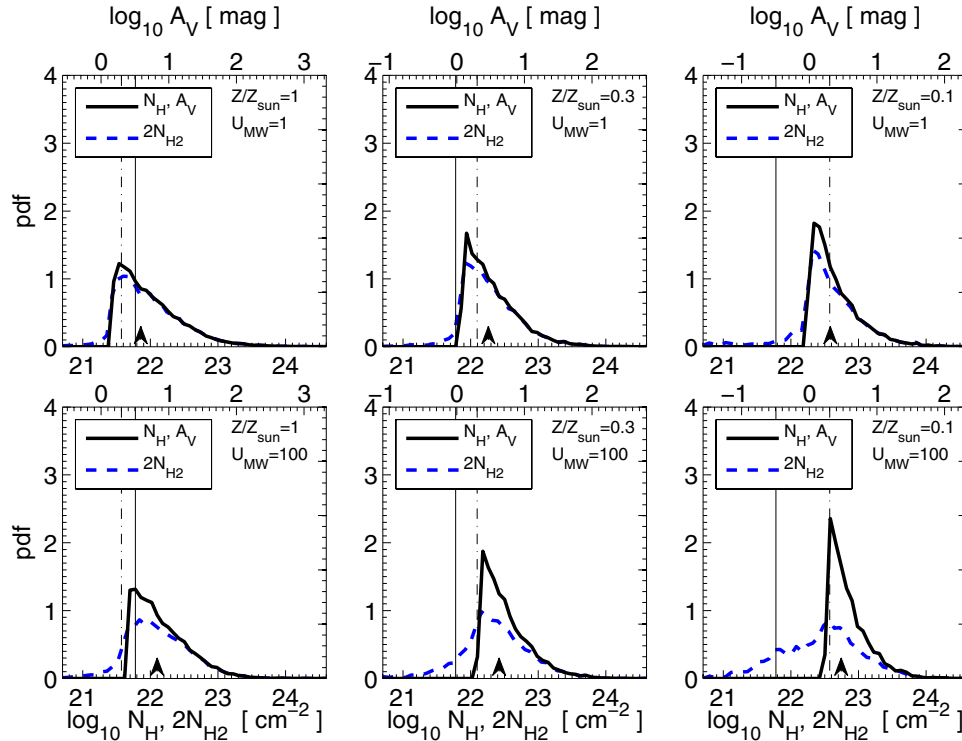 log10 AV [ mag] log10 AV [ mag] log10 AV [ mag]
0 1 2 3 −1 0 1 2 −1 0 1 2
4 4 4
NH, AV Z/Zsun=1 NH, AV Z/Zsun=0.3 NH, AV Z/Zsun=0.1
2NH2 UMW=1 2NH2 UMW=1 2NH2 UMW=1
3 3 3
pdf
2 2 2
1 1 1
0 0 0
21 22 23 24 21 22 23 24 21 22 23 24
0 1 2 3 −1 0 1 2 −1 0 1 2
4 4 4
NH, AV Z/Zsun=1 NH, AV Z/Zsun=0.3 NH, AV Z/Zsun=0.1
2NH2 UMW=100 2NH2 UMW=100 2NH2 UMW=100
3 3 3
pdf
2 2 2
1 1 1
0 0 0
21 22 23 24 21 22 23 24 21 22 23 24
log10 NH, 2NH2 [ cm−2] log10 NH, 2NH2 [ cm−2] log10 NH, 2NH2 [ cm−2]